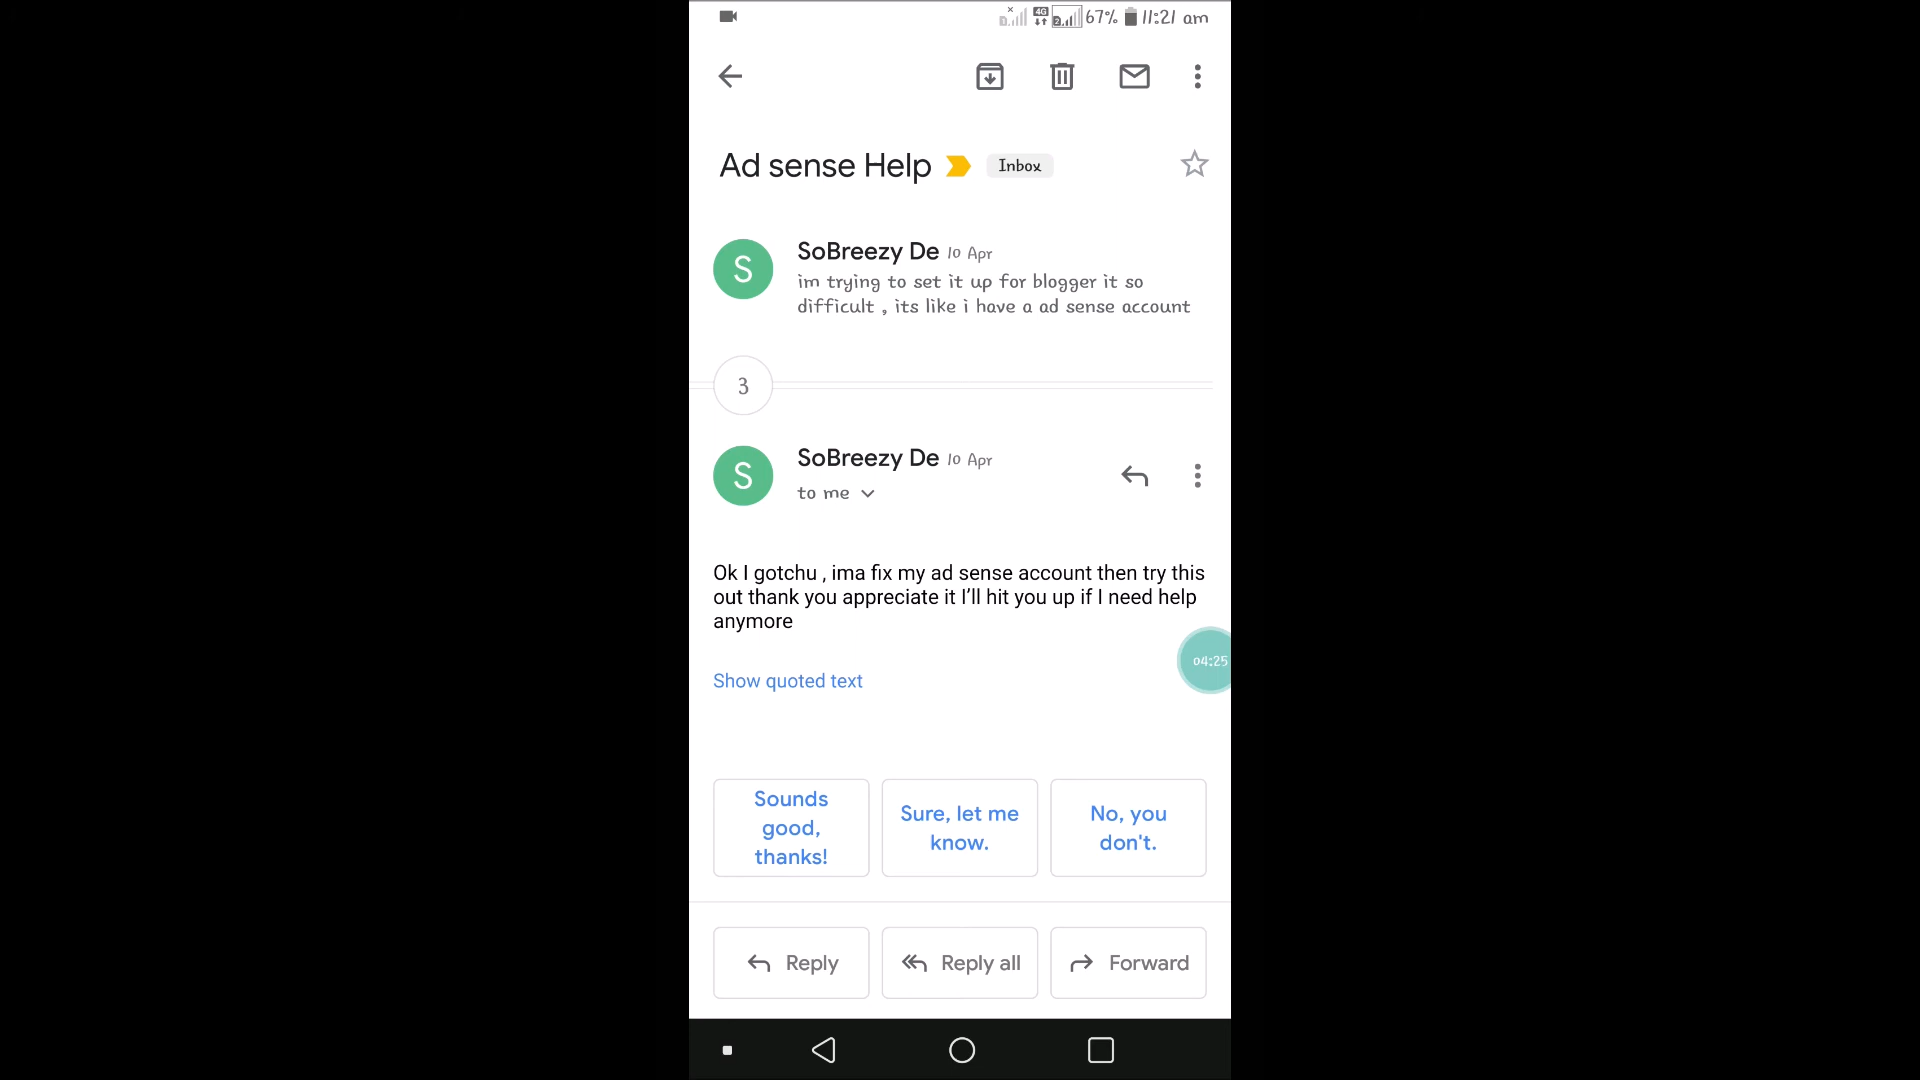 67% 11:21 am
Ad sense Help Inbox
S
SoBreezy De 10 Apr
im trying to set it up for blogger it so
difficult , its like i have a ad sense account
3
S
SoBreezy De 10 Apr
to me
Ok I gotchu , ima fix my ad sense account then try this
out thank you appreciate it I’ll hit you up if I need help
anymore
04:25
Show quoted text
Sounds
good,
thanks!
Sure, let me
know.
No, you
don't.
Reply
Reply all
Forward